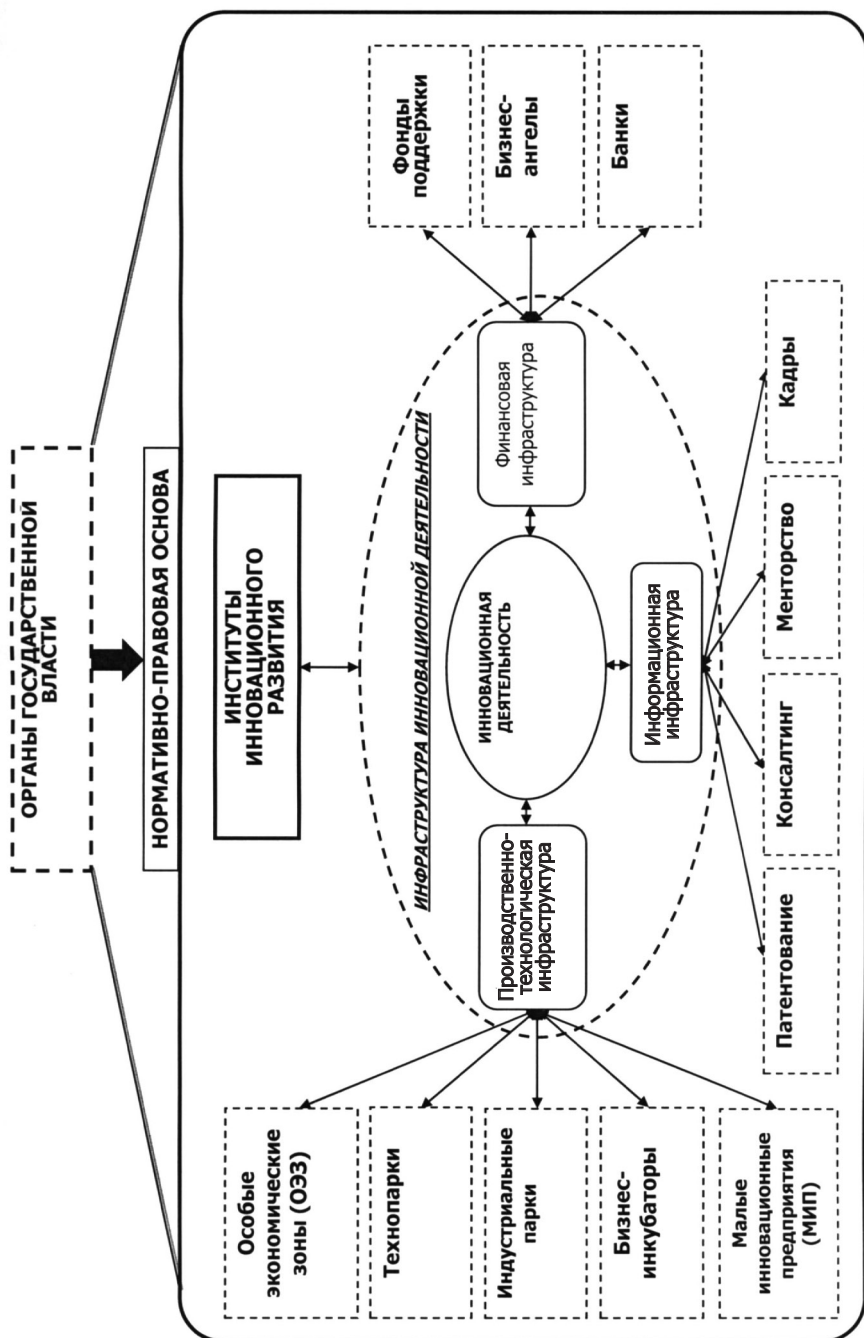 ОРГАНЫ ГОСУДАРСТВЕННОЙ
ВЛАСТИ
НОРМАТИВНО-ПРАВОВАЯ ОСНОВА
ИНСТИТУТЫ
ИННОВАЦИОННОГО
РАЗВИТИЯ
ИНФРАСТРУКТУРА ИННОВАЦИОННОЙ ДЕЯТЕЛЬНОСТИ
Особые
экономические
зоны (ОЭЗ)
Технопарки
Индустриальные
парки
Бизнес-
инкубаторы
Малые
инновационные
предприятия
(МИП)
Производственно-
технологическая
инфраструктура
ИННОВАЦИОННАЯ
ДЕЯТЕЛЬНОСТЬ
Финансовая
инфраструктура
Фонды
поддержки
Бизнес-
ангелы
Банки
Информационная
инфраструктура
Патентование
Консалтинг
Менторство
Кадры